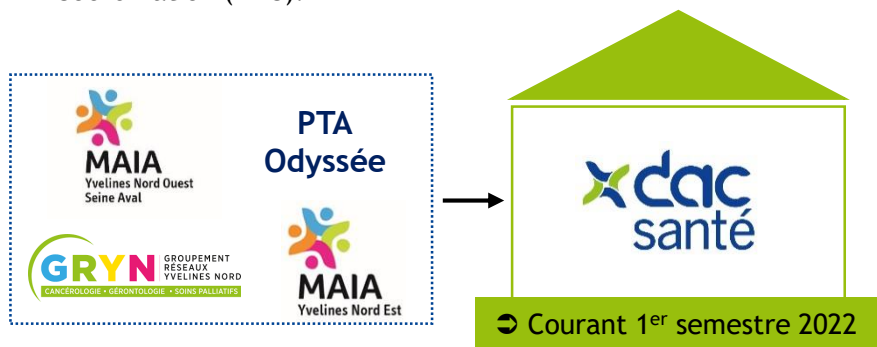 MAIA
Yvelines Nord Ouest
Seine Aval
PTA
Odyssée
GRYN
GROUPEMENT
RÉSEAUX
YVELINES NORD
CANCÉROLOGIE • GÉRONTOLOGIE • SOINS PALLIATIFS
MAIA
Yvelines Nord Est
dac
santé
➲ Courant 1er semestre 2022